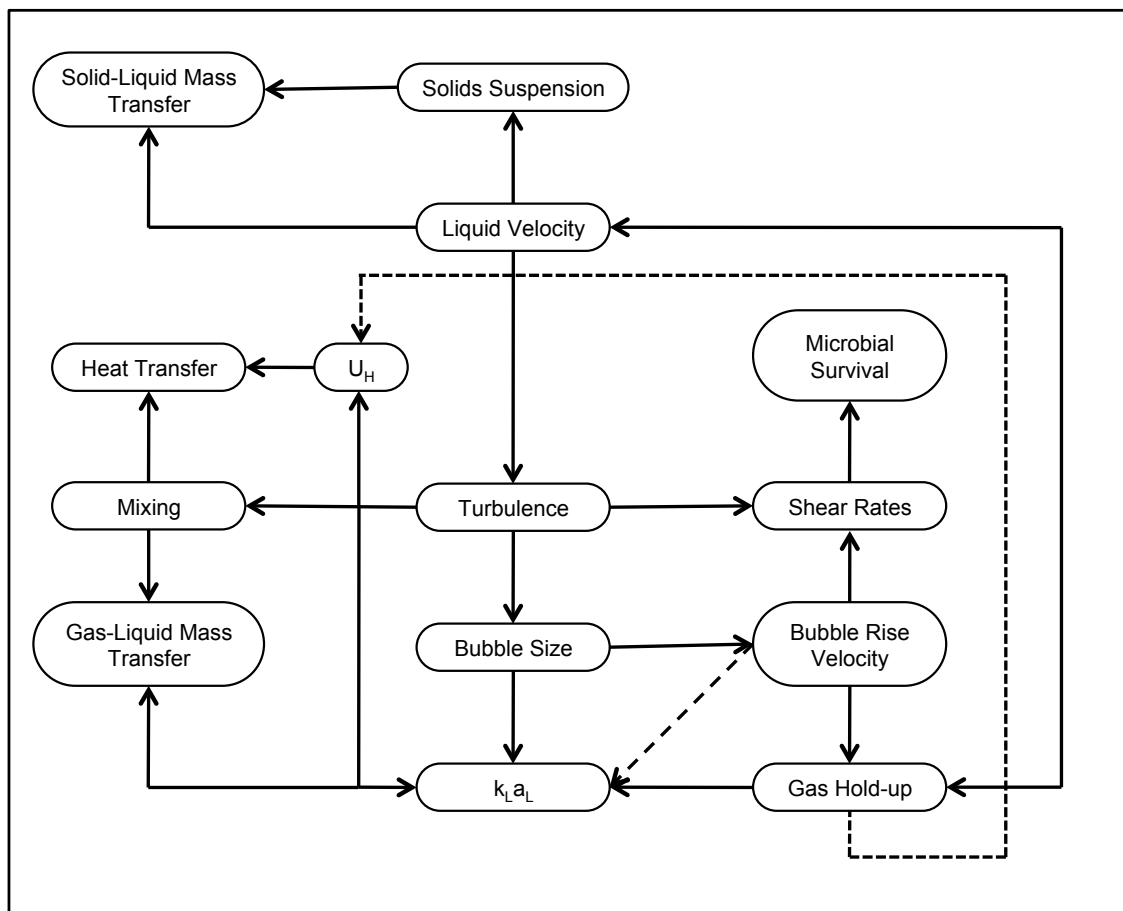 Solid-Liquid Mass
Transfer
Solids Suspension
Liquid Velocity
Microbial
Survival
Heat Transfer
U_H
Mixing
Turbulence
Shear Rates
Gas-Liquid Mass
Transfer
Bubble Size
Bubble Rise
Velocity
k_La_L
Gas Hold-up